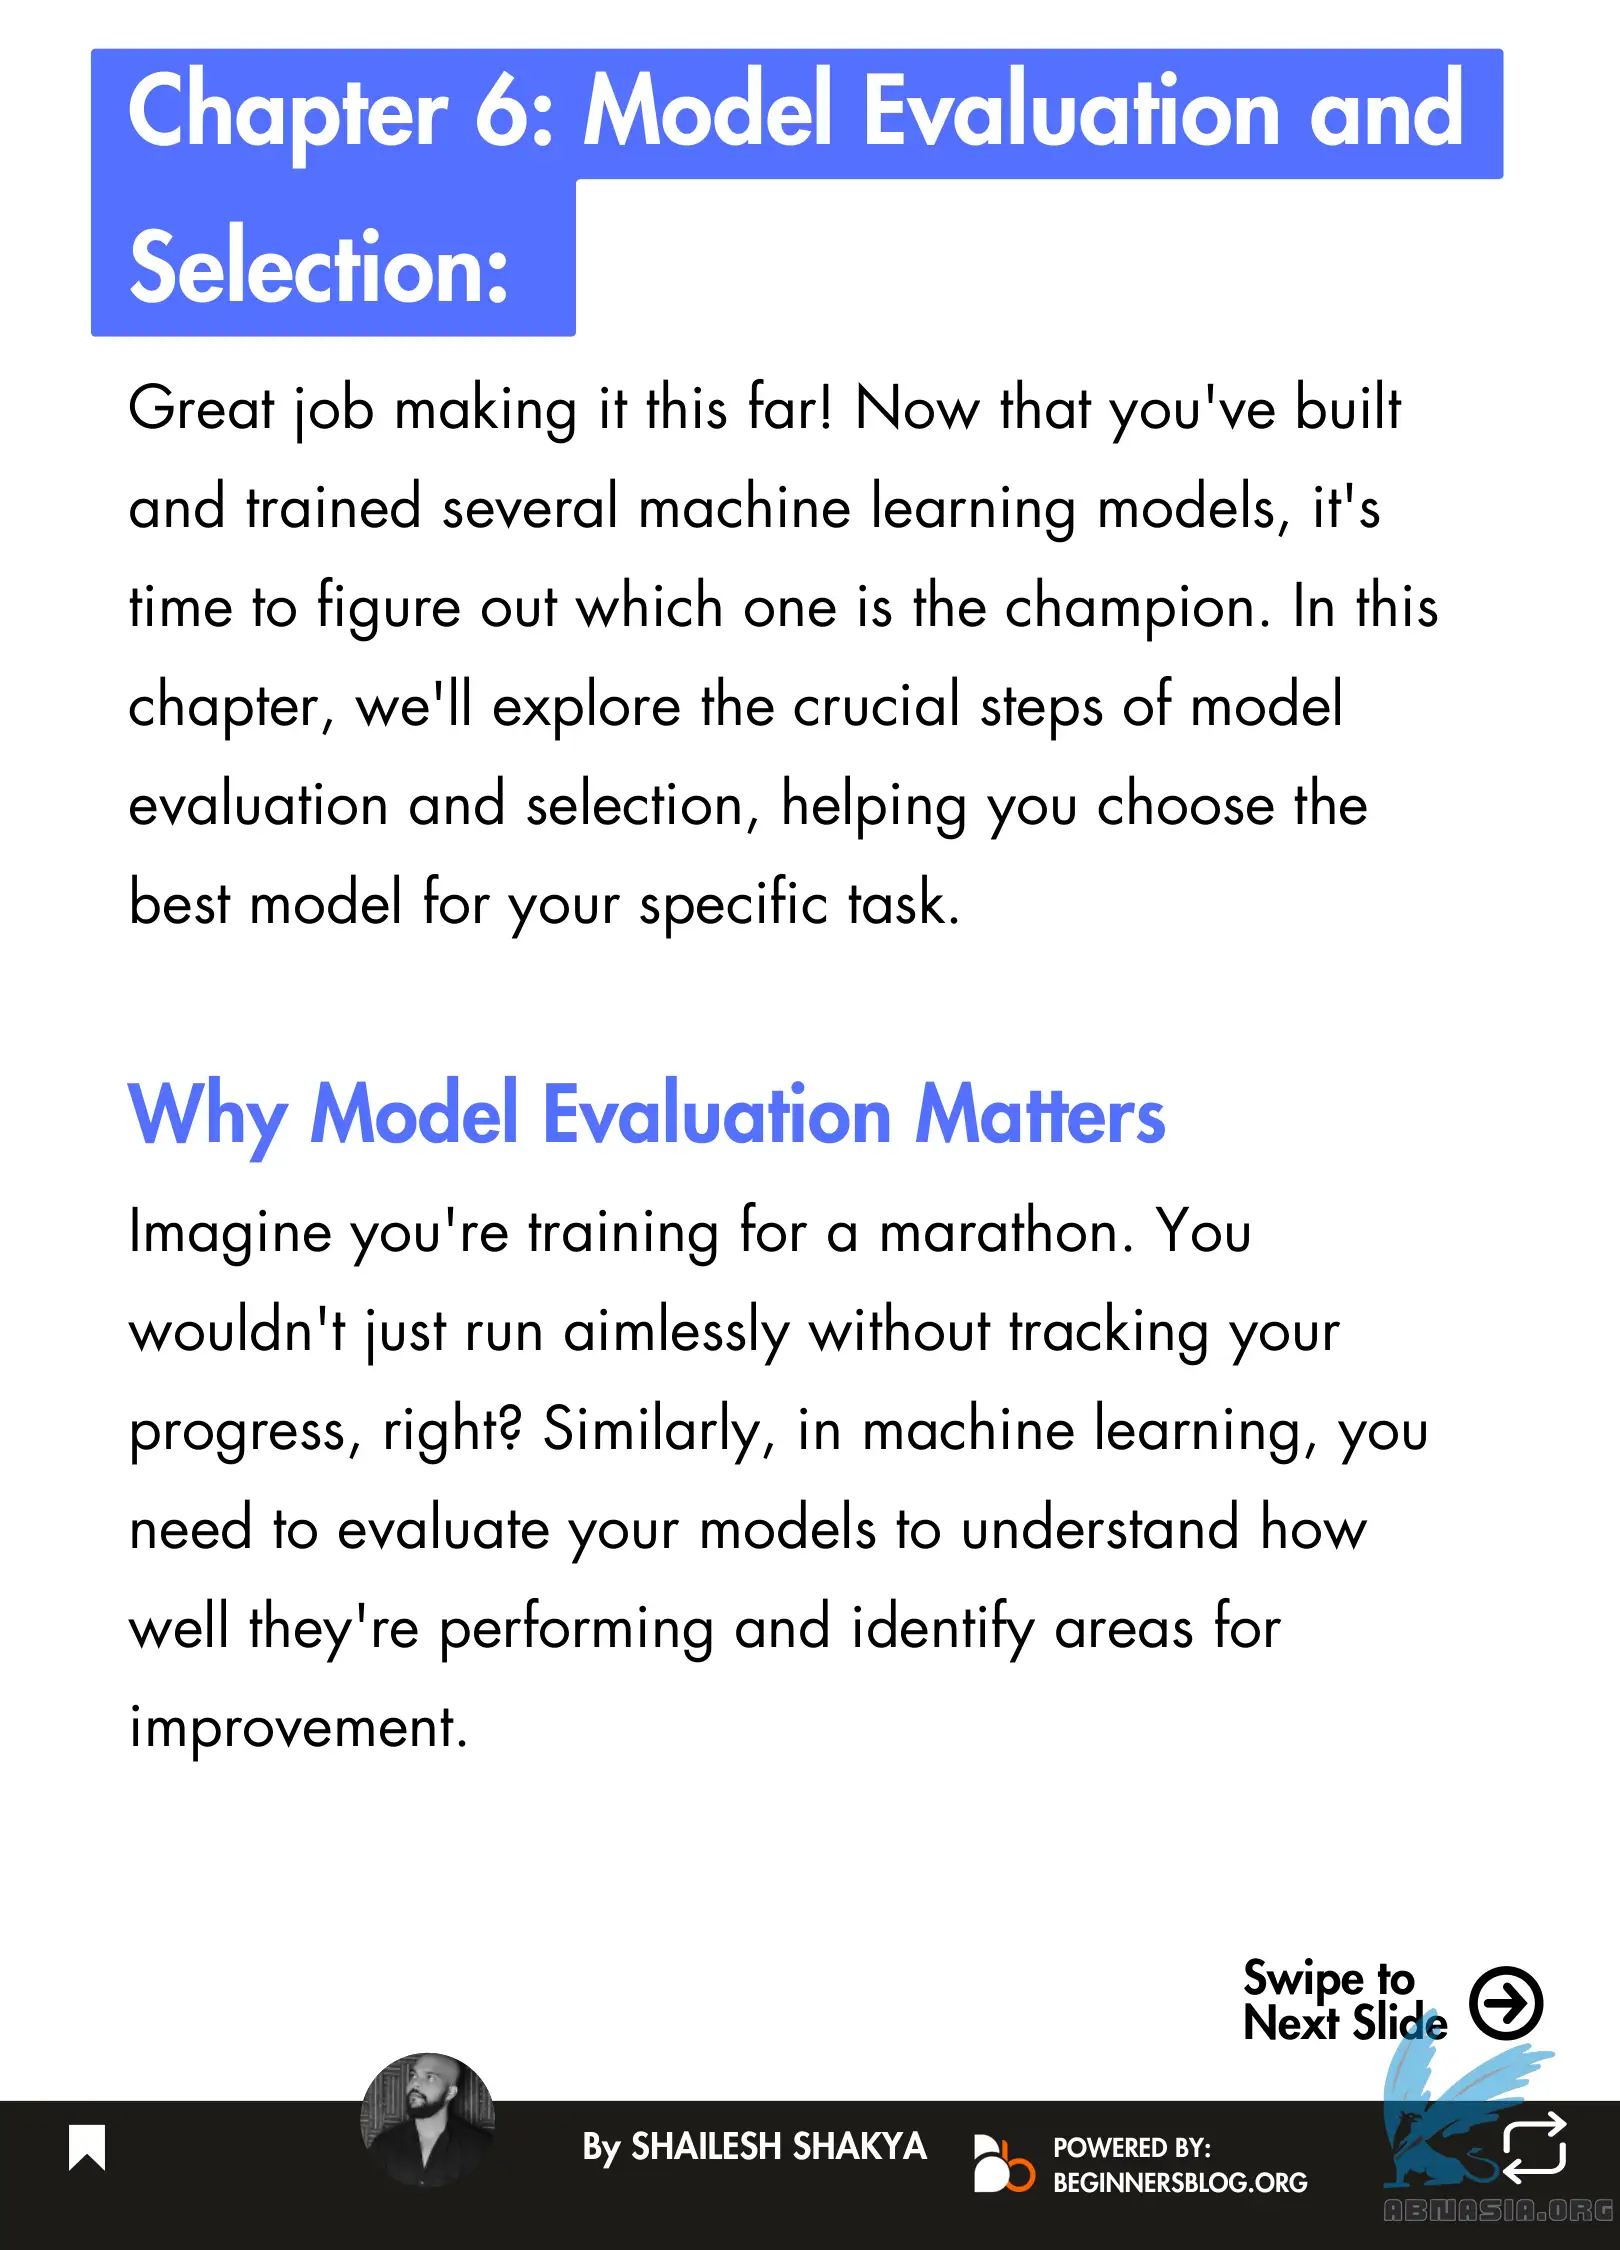 Chapter 6: Model Evaluation and
Selection:
Great job making it this far! Now that you've built
and trained several machine learning models, it's
time to figure out which one is the champion. In this
chapter, we'll explore the crucial steps of model
evaluation and selection, helping you choose the
best model for your specific task.
Why Model Evaluation Matters
Imagine you're training for a marathon. You
wouldn't just run aimlessly without tracking your
progress, right? Similarly, in machine learning, you
need to evaluate your models to understand how
well they're performing and identify areas for
improvement.
Swipe to
Next Slide
By SHAILESH SHAKYA
POWERED BY:
BEGINNERSBLOG.ORG
ABNASIA.ORG